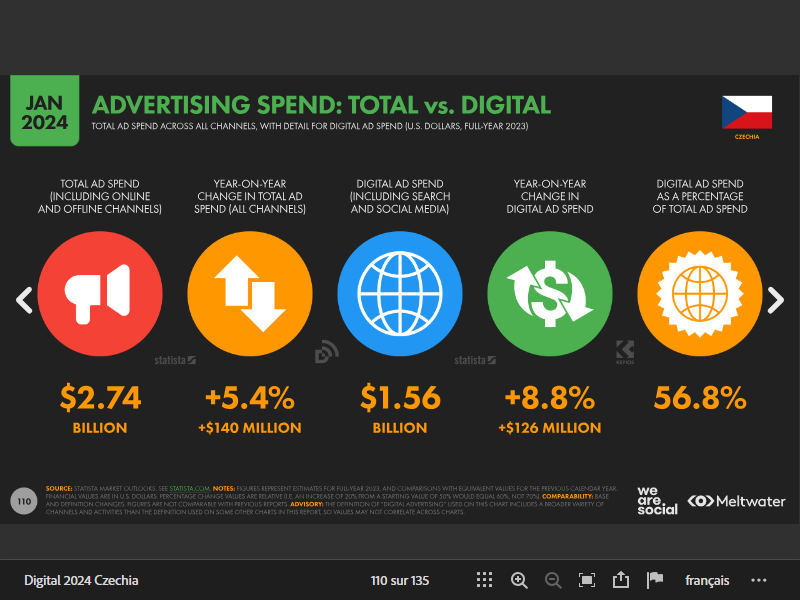 JAN
2024
ADVERTISING SPEND: TOTAL vs. DIGITAL
TOTAL AD SPEND ACROSS ALL CHANNELS, WITH DETAIL FOR DIGITAL AD SPEND (U.S. DOLLARS, FULL-YEAR 2023)
CZECHIA
TOTAL AD SPEND
(INCLUDING ONLINE
AND OFFLINE CHANNELS)
YEAR-ON-YEAR
CHANGE IN TOTAL AD
SPEND (ALL CHANNELS)
DIGITAL AD SPEND
(INCLUDING SEARCH
AND SOCIAL MEDIA)
YEAR-ON-YEAR
CHANGE IN
DIGITAL AD SPEND
DIGITAL AD SPEND
AS A PERCENTAGE
OF TOTAL AD SPEND
statista
statista
KEPIOS
$2.74
BILLION
+5.4%
+$140 MILLION
$1.56
BILLION
+8.8%
+$126 MILLION
56.8%
110
SOURCE: STATISTA MARKET OUTLOOKS. SEE STATISTA.COM. NOTES: FIGURES REPRESENT ESTIMATES FOR FULL-YEAR 2023, AND COMPARISONS WITH EQUIVALENT VALUES FOR THE PREVIOUS CALENDAR YEAR.
FINANCIAL VALUES ARE IN U.S. DOLLARS. PERCENTAGE CHANGE VALUES ARE RELATIVE (I.E. AN INCREASE OF 20% FROM A STARTING VALUE OF 50% WOULD EQUAL 60%, NOT 70%). COMPARABILITY: BASE
AND DEFINITION CHANGES. FIGURES ARE NOT COMPARABLE WITH PREVIOUS REPORTS. ADVISORY: THE DEFINITION OF "DIGITAL ADVERTISING" USED ON THIS CHART INCLUDES A BROADER VARIETY OF
CHANNELS AND ACTIVITIES THAN THE DEFINITION USED ON SOME OTHER CHARTS IN THIS REPORT, SO VALUES MAY NOT CORRELATE ACROSS CHARTS.
we
are.
social
Meltwater
Digital 2024 Czechia
110 sur 135
français